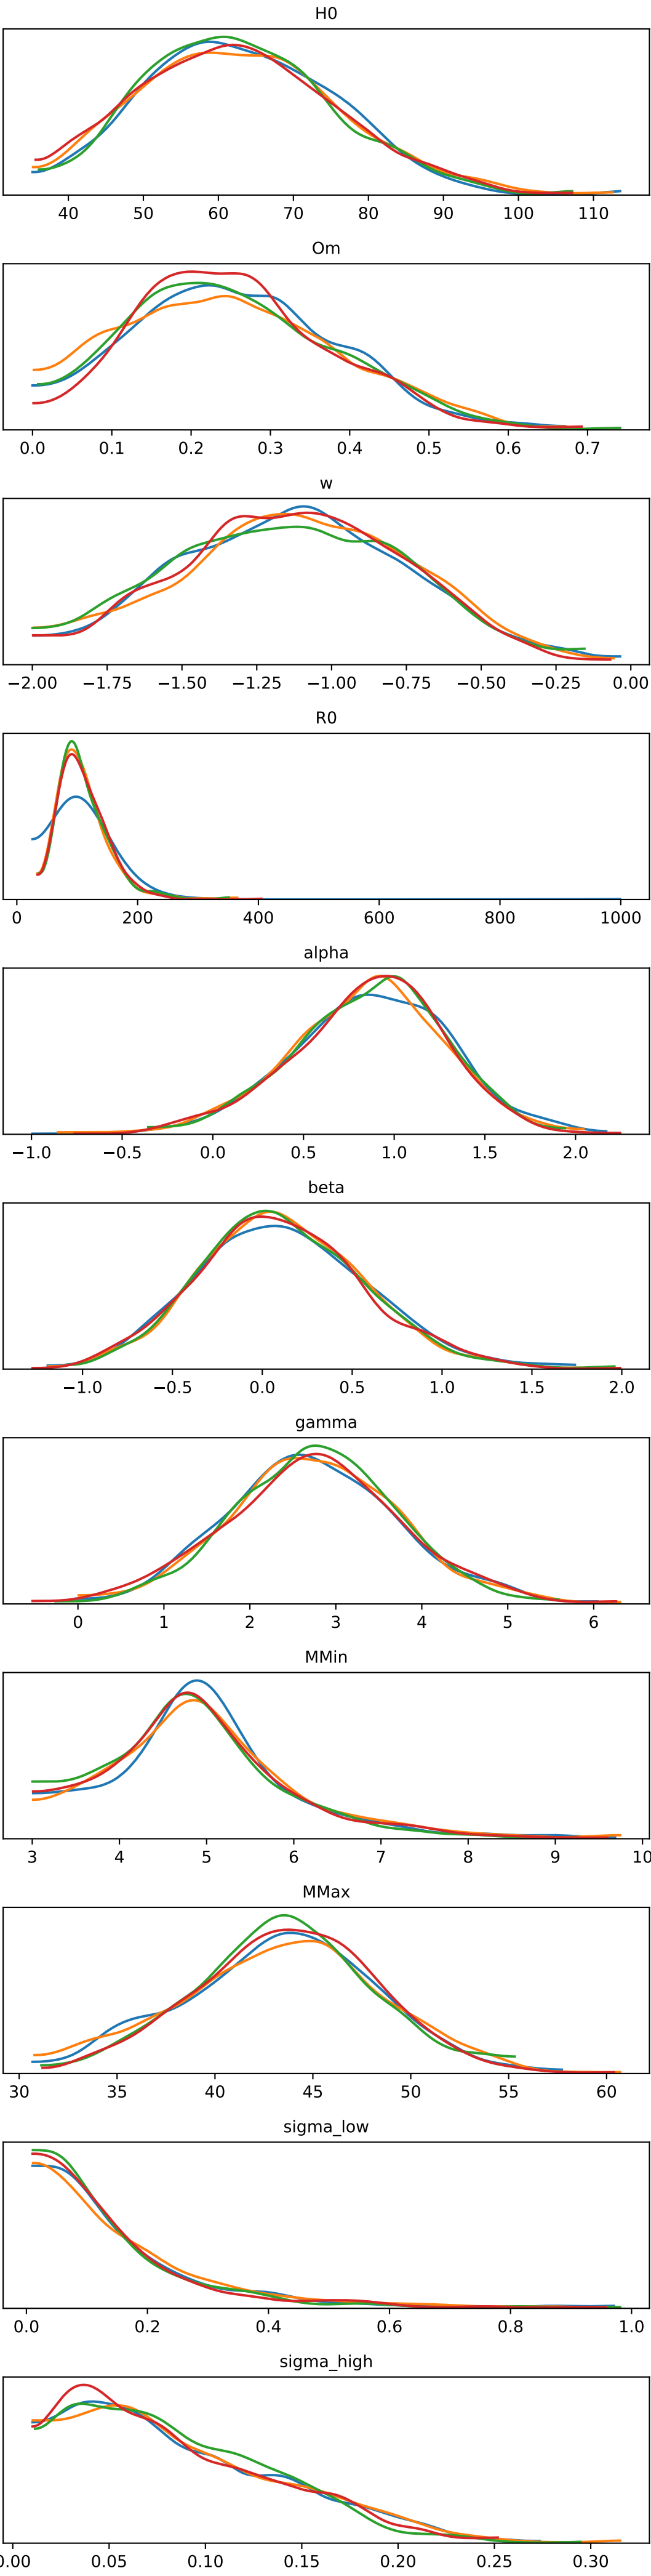 H0
40 50 60 70 80 90 100 110
Om
0.0 0.1 0.2 0.3 0.4 0.5 0.6 0.7
w
−2.00 −1.75 −1.50 −1.25 −1.00 −0.75 −0.50 −0.25 0.00
R0
0 200 400 600 800 1000
alpha
−1.0 −0.5 0.0 0.5 1.0 1.5 2.0
beta
−1.0 −0.5 0.0 0.5 1.0 1.5 2.0
gamma
0 1 2 3 4 5 6
MMin
3 4 5 6 7 8 9 10
MMax
30 35 40 45 50 55 60
sigma_low
0.0 0.2 0.4 0.6 0.8 1.0
sigma_high
0.00 0.05 0.10 0.15 0.20 0.25 0.30